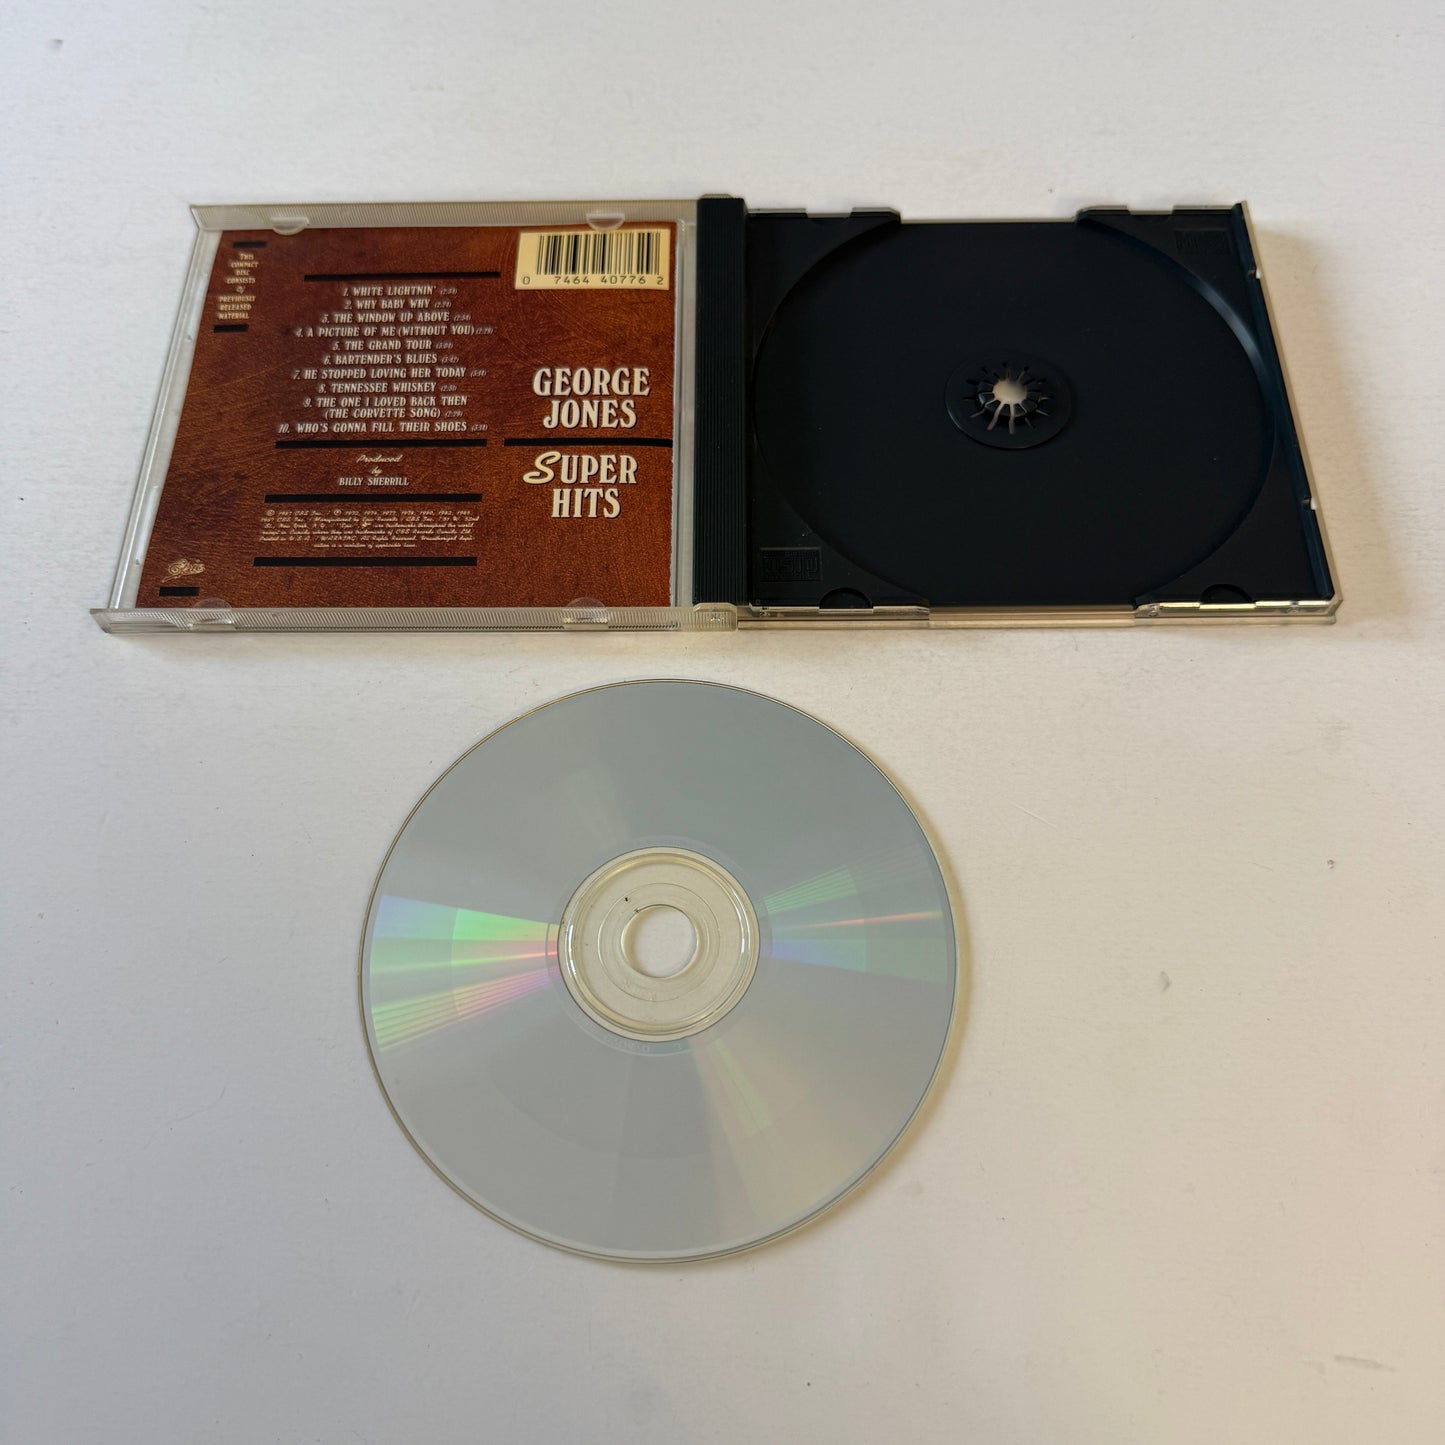 THIS
COMPACT
DISC
CONSISTS
of
PREVIOUSLY
RELEASED
MATERIAL
0 7464 40776 2
1. WHITE LIGHTNIN'
2. WHY BABY WHY
3. THE WINDOW UP ABOVE
4. A PICTURE OF ME (WITHOUT YOU)
5. THE GRAND TOUR
6. BARTENDER'S BLUES
7. HE STOPPED LOVING HER TODAY
8. TENNESSEE WHISKEY
9. THE ONE I LOVED BACK THEN
(THE CORVETTE SONG)
10. WHO'S GONNA FILL THEIR SHOES
Produced
by
BILLY SHERRILL
GEORGE
JONES
SUPER
HITS
Epic